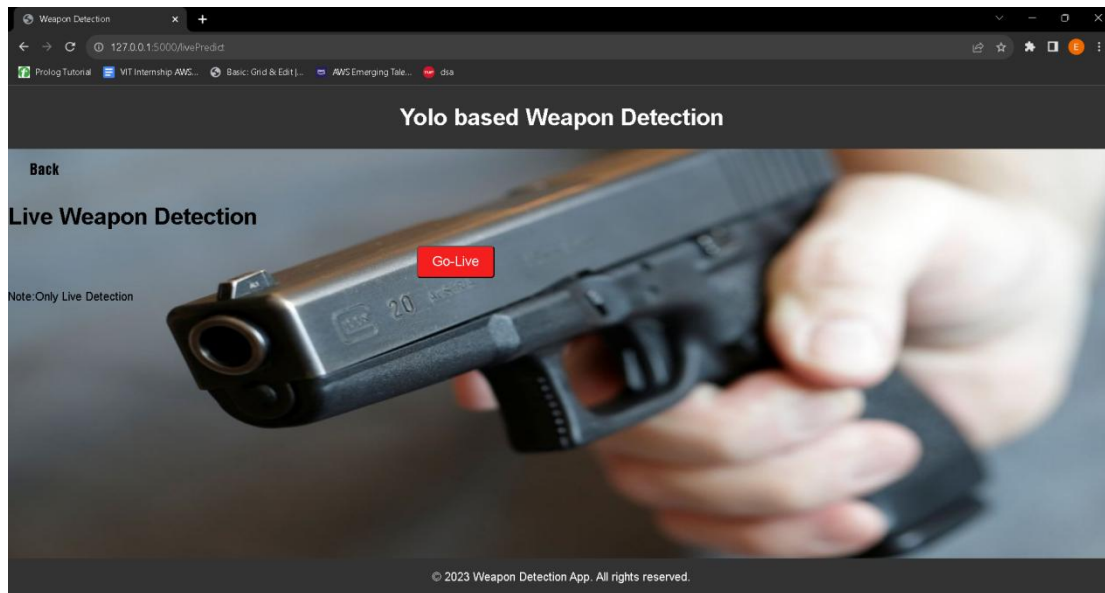 Weapon Detection
127.0.0.1:5000/livePredict
Prolog Tutorial VIT Internship AWS... Basic: Grid & Edit |... AWS Emerging Tale... dsa
Yolo based Weapon Detection
Back
Live Weapon Detection
Go-Live
Note:Only Live Detection
20
© 2023 Weapon Detection App. All rights reserved.